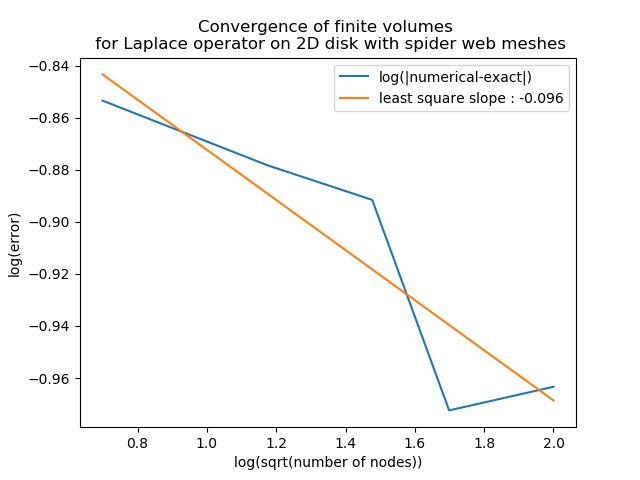 Convergence of finite volumes
for Laplace operator on 2D disk with spider web meshes
log(|numerical-exact|)
least square slope : -0.096
−0.84
−0.86
−0.88
−0.90
−0.92
−0.94
−0.96
log(error)
0.8 1.0 1.2 1.4 1.6 1.8 2.0
log(sqrt(number of nodes))